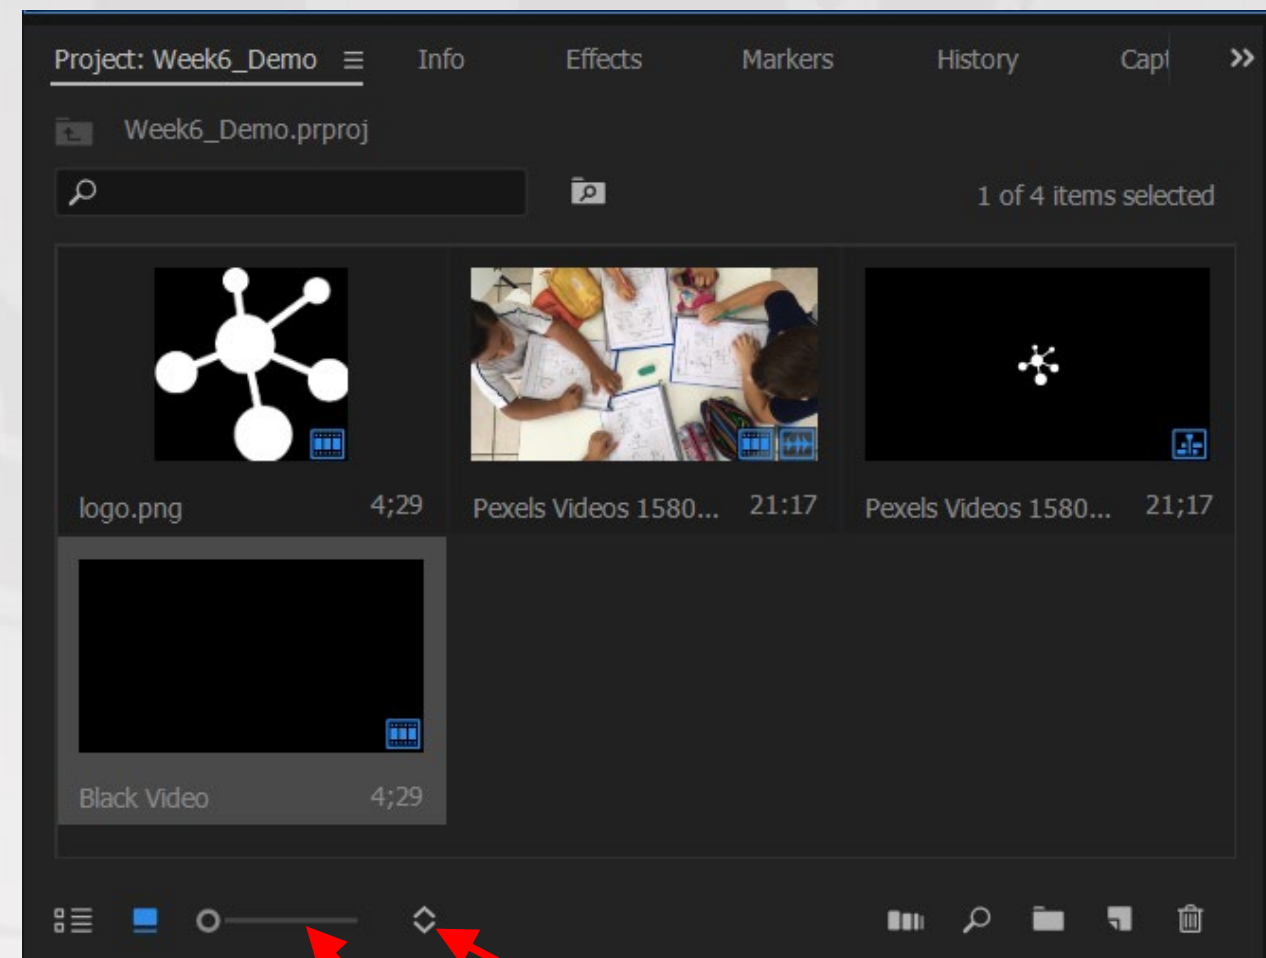 Project: Week6_Demo Info Effects Markers History Capt
Week6_Demo.prproj
1 of 4 items selected
logo.png 4;29 Pexels Videos 1580... 21:17 Pexels Videos 1580... 21;17
Black Video 4;29